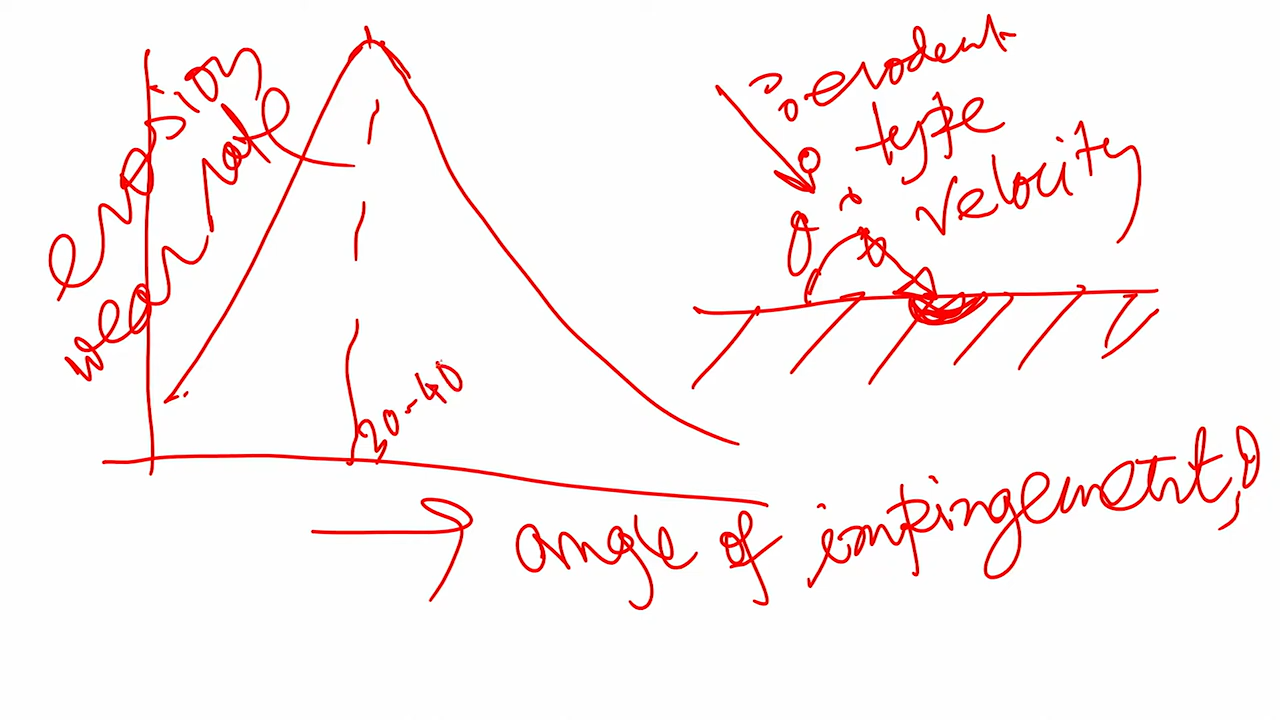 erosion
wear rate
erodent
type
velocity
θ
20-40
angle of impingement, θ